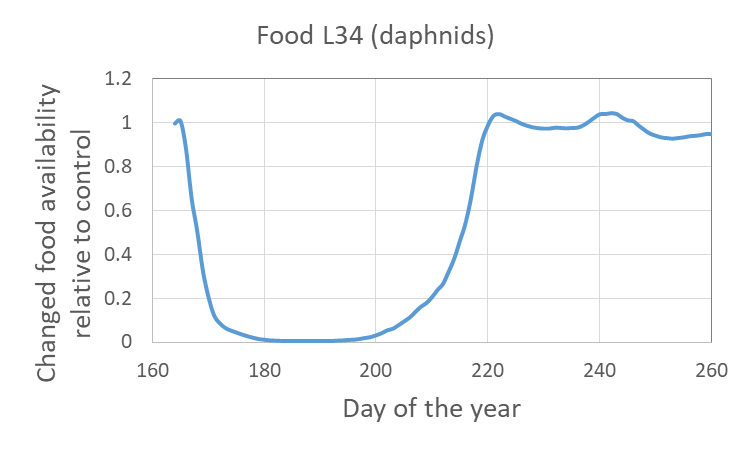 Food L34 (daphnids)
Changed food availability
relative to control
1.2
1
0.8
0.6
0.4
0.2
0
160 180 200 220 240 260
Day of the year